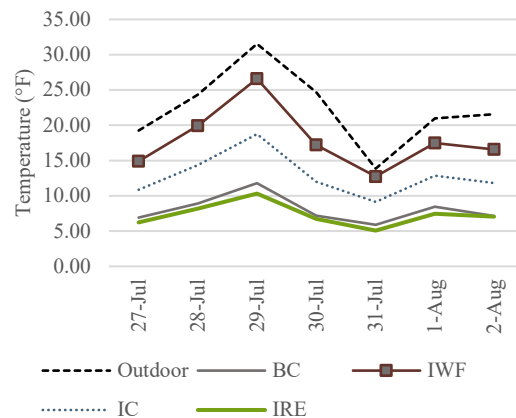 35.00
30.00
25.00
20.00
15.00
10.00
5.00
0.00
Temperature (°F)
27-Jul
28-Jul
29-Jul
30-Jul
31-Jul
1-Aug
2-Aug
Outdoor BC IWF
IC IRE